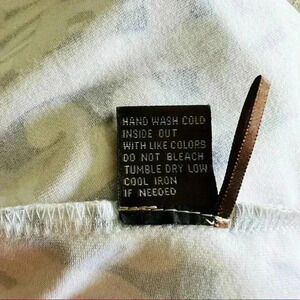 HAND WASH COLD
INSIDE OUT
WITH LIKE COLORS
DO NOT BLEACH
TUMBLE DRY LOW
COOL IRON
IF NEEDED